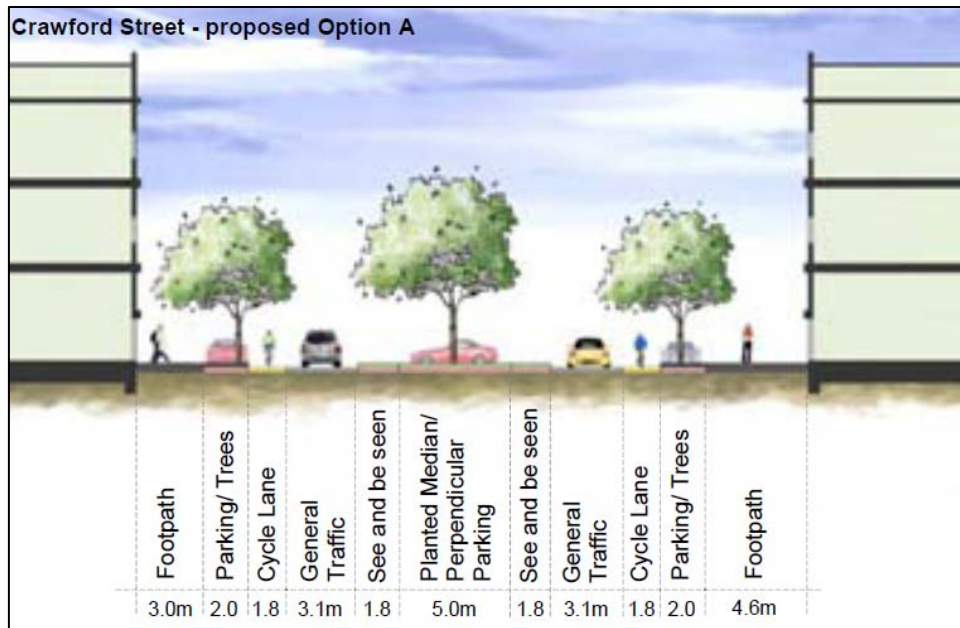 Crawford Street - proposed Option A
Footpath
Parking/ Trees
Cycle Lane
General
Traffic
See and be seen
Planted Median/
Perpendicular
Parking
See and be seen
General
Traffic
Cycle Lane
Parking/ Trees
Footpath
3.0m 2.0 1.8 3.1m 1.8 5.0m 1.8 3.1m 1.8 2.0 4.6m